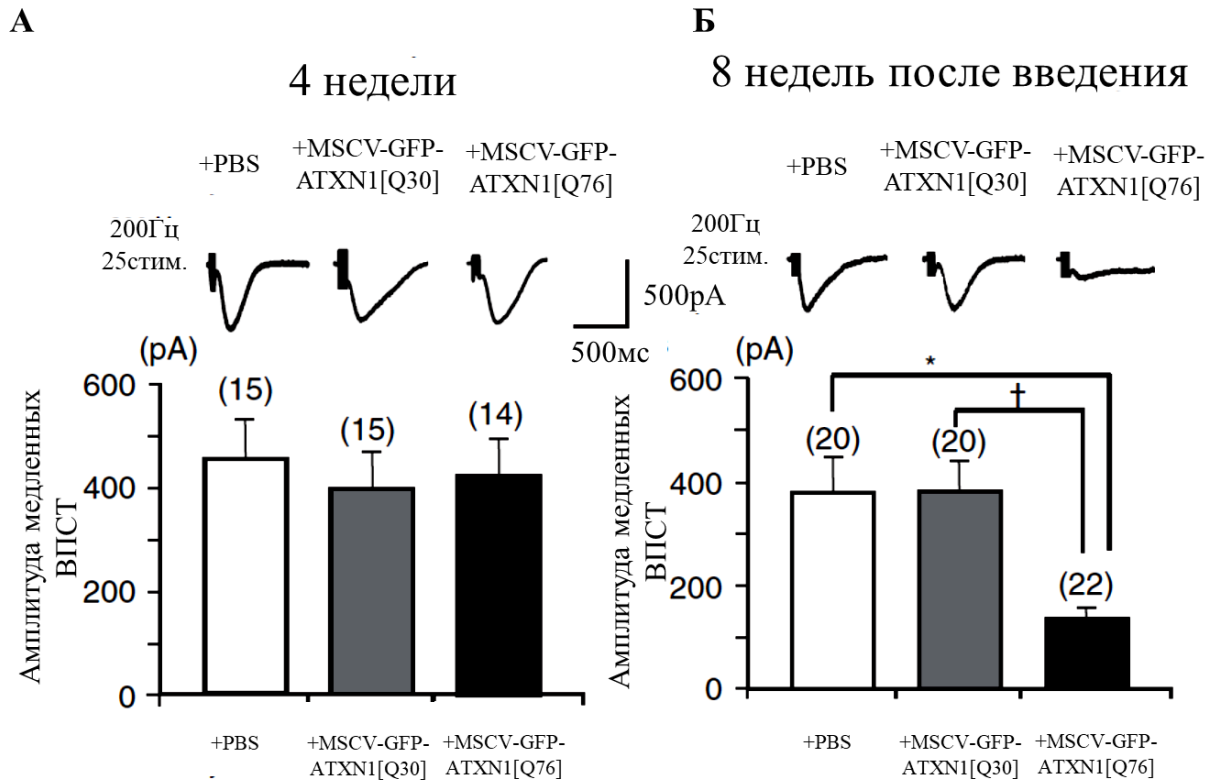 А
4 недели
+PBS
+MSCV-GFP-
ATXN1[Q30]
+MSCV-GFP-
ATXN1[Q76]
200Гц
25стим.
500pA
500мс
(pA)
Амплитуда медленных
ВПСТ
600
400
200
0
(15)
(15)
(14)
+PBS
+MSCV-GFP-
ATXN1[Q30]
+MSCV-GFP-
ATXN1[Q76]
Б
8 недель после введения
+PBS
+MSCV-GFP-
ATXN1[Q30]
+MSCV-GFP-
ATXN1[Q76]
200Гц
25стим.
(pA)
Амплитуда медленных
ВПСТ
600
400
200
0
*
†
(20)
(20)
(22)
+PBS
+MSCV-GFP-
ATXN1[Q30]
+MSCV-GFP-
ATXN1[Q76]